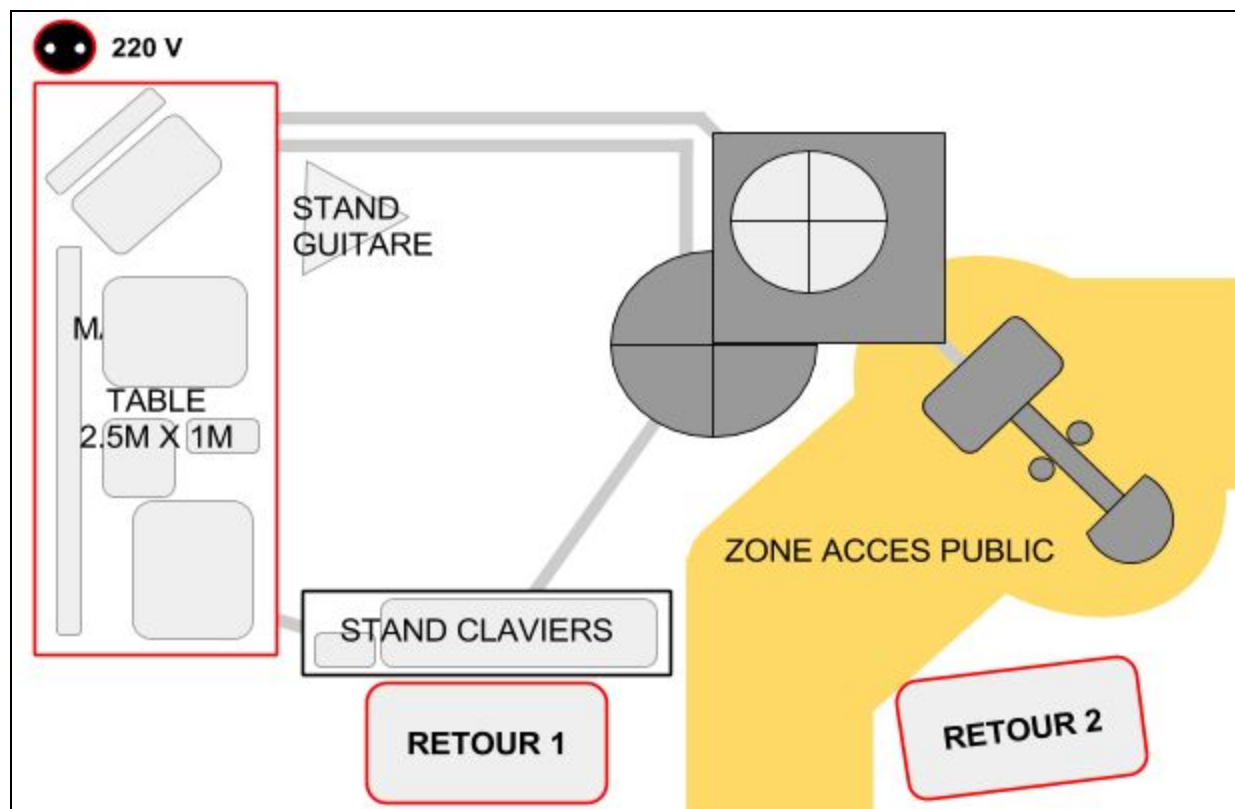 220 V
STAND
GUITARE
TABLE
2.5M X 1M
ZONE ACCES PUBLIC
STAND CLAVIERS
RETOUR 1
RETOUR 2